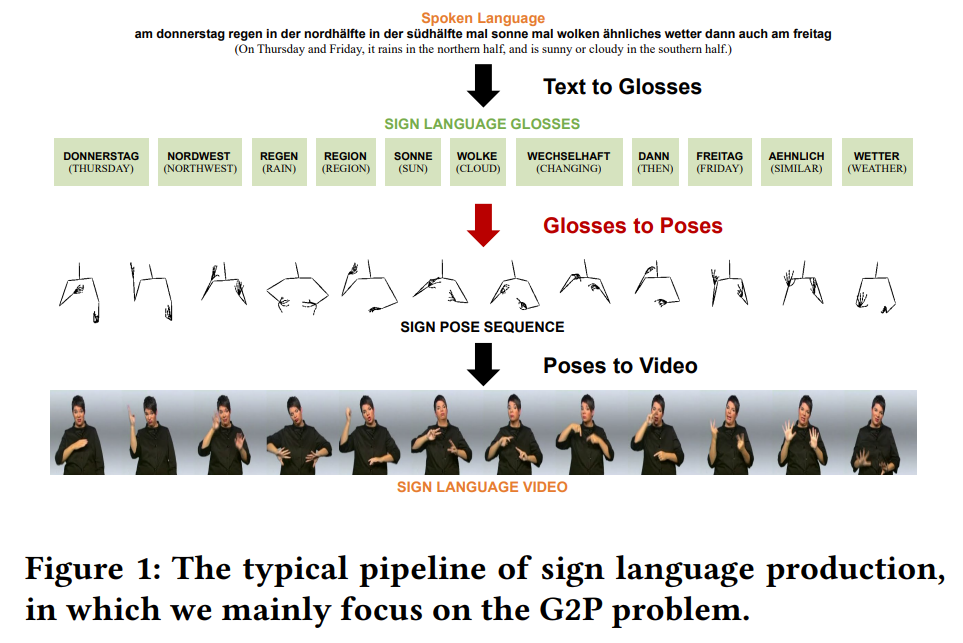 Spoken Language
am donnerstag regen in der nordhälfte in der südhälfte mal sonne mal wolken ähnliches wetter dann auch am freitag
(On Thursday and Friday, it rains in the northern half, and is sunny or cloudy in the southern half.)
Text to Glosses
SIGN LANGUAGE GLOSSES
DONNERSTAG NORDWEST REGEN REGION SONNE WOLKE WECHSELHAFT DANN FREITAG AEHNLICH WETTER
(THURSDAY) (NORTHWEST) (RAIN) (REGION) (SUN) (CLOUD) (CHANGING) (THEN) (FRIDAY) (SIMILAR) (WEATHER)
Glosses to Poses
SIGN POSE SEQUENCE
Poses to Video
SIGN LANGUAGE VIDEO
Figure 1: The typical pipeline of sign language production,
in which we mainly focus on the G2P problem.